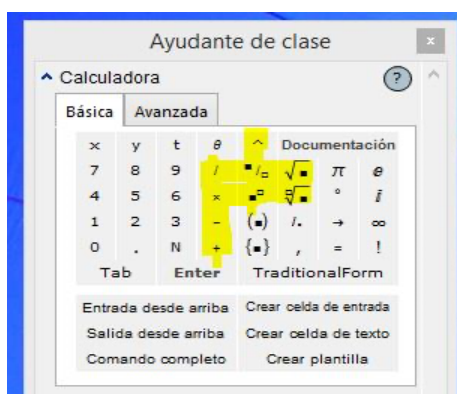 Ayudante de clase x
Calculadora ?
Básica Avanzada
x y t θ ^ Documentación
7 8 9 / ▪/▫ √▪ π e
4 5 6 × ▪▫ ▫√▪ ° i
1 2 3 - (▪) /. → ∞
0 . N + {▪} , = !
Tab Enter TraditionalForm
Entrada desde arriba Crear celda de entrada
Salida desde arriba Crear celda de texto
Comando completo Crear plantilla